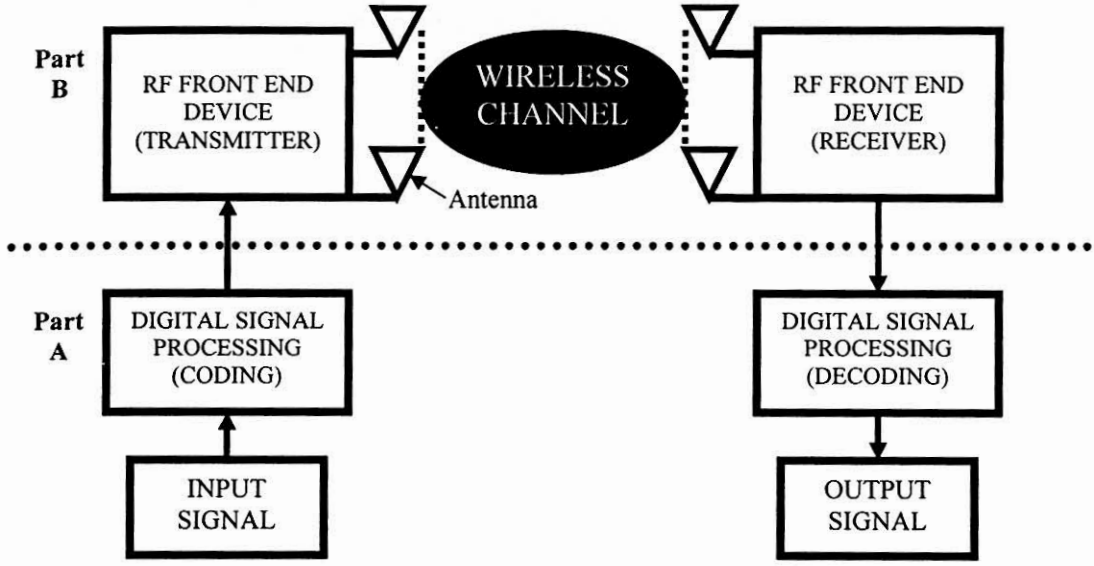 Part
B
RF FRONT END
DEVICE
(TRANSMITTER)
WIRELESS
CHANNEL
RF FRONT END
DEVICE
(RECEIVER)
Antenna
Part
A
DIGITAL SIGNAL
PROCESSING
(CODING)
DIGITAL SIGNAL
PROCESSING
(DECODING)
INPUT
SIGNAL
OUTPUT
SIGNAL